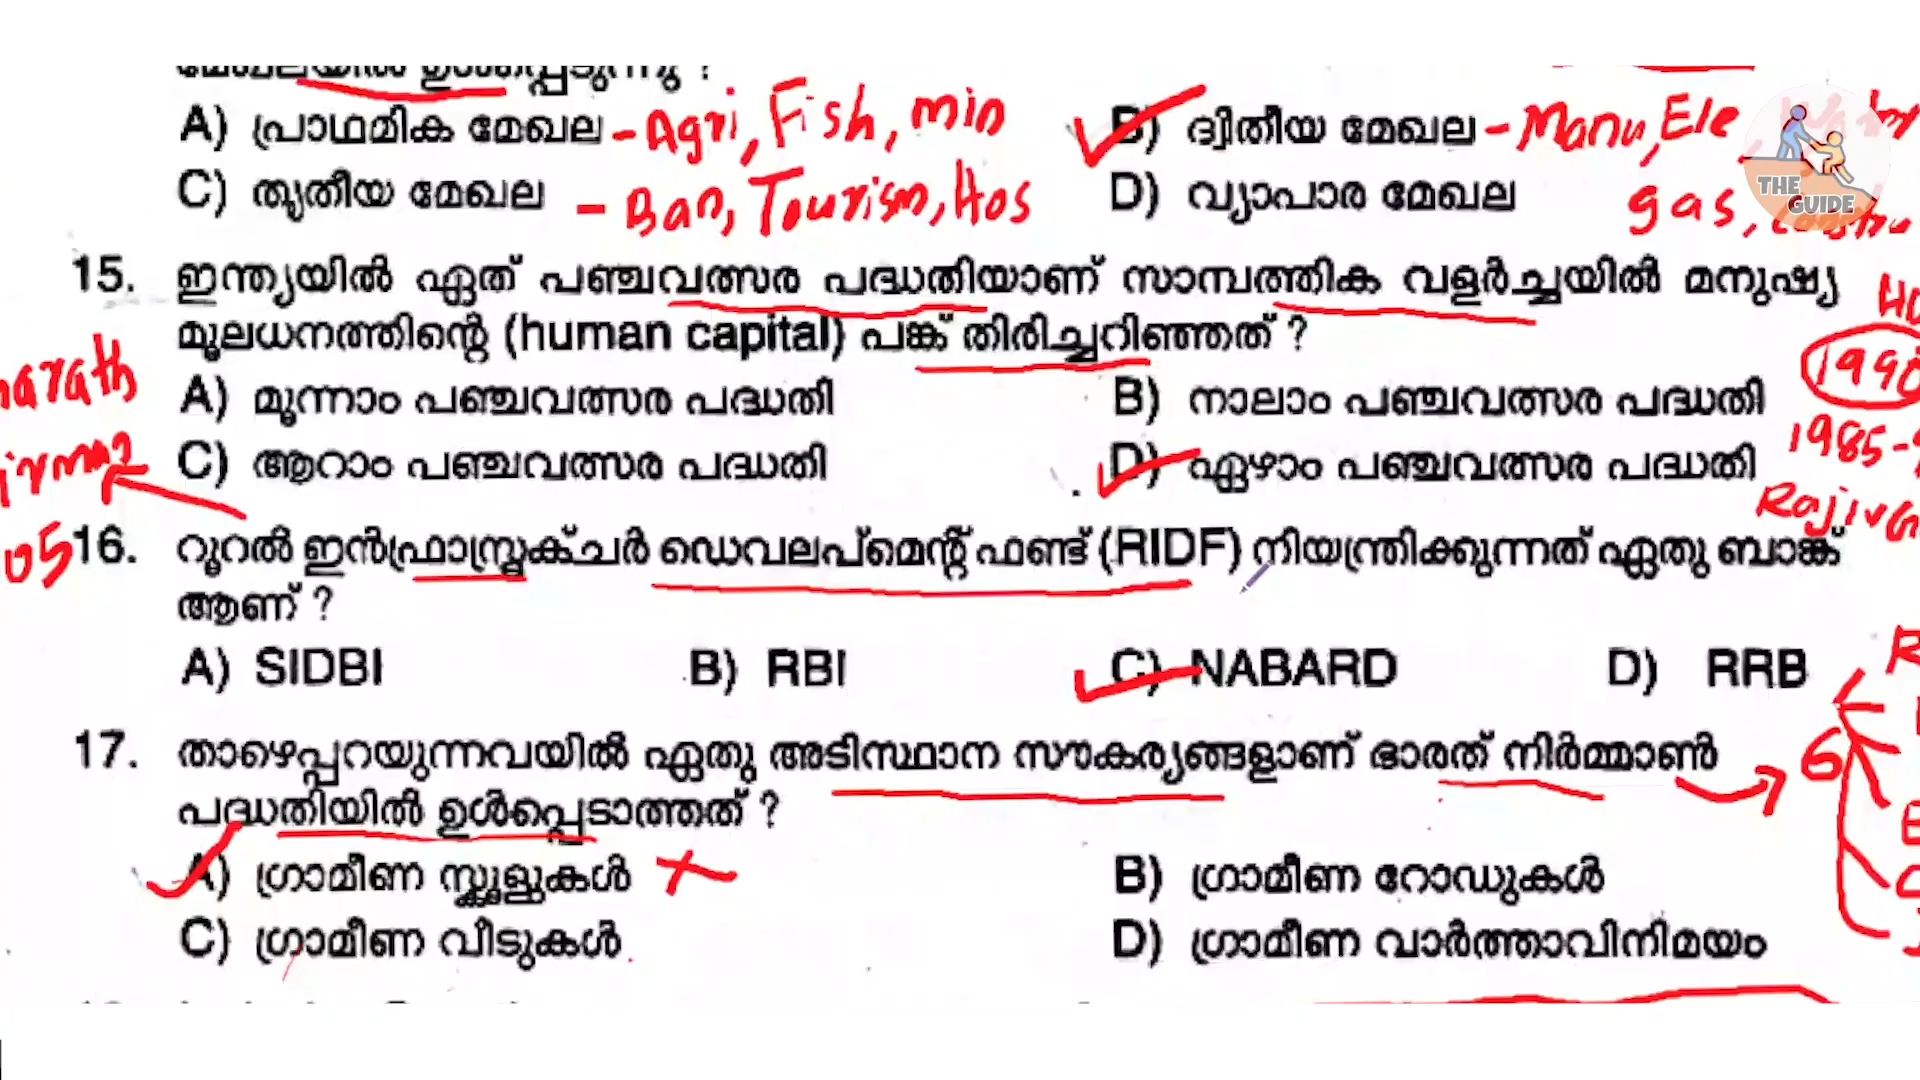 മേഖലയിൽ ഉൾപ്പെടുന്നു ?
A) പ്രാഥമിക മേഖല - Agri, Fish, min
B) ദ്വിതീയ മേഖല - Manu, Ele
C) തൃതീയ മേഖല - Ban, Tourism, Hos
D) വ്യാപാര മേഖല
gas,
THE GUIDE
15. ഇന്ത്യയിൽ ഏത് പഞ്ചവത്സര പദ്ധതിയാണ് സാമ്പത്തിക വളർച്ചയിൽ മനുഷ്യ
മൂലധനത്തിന്റെ (human capital) പങ്ക് തിരിച്ചറിഞ്ഞത് ?
1990
A) മൂന്നാം പഞ്ചവത്സര പദ്ധതി B) നാലാം പഞ്ചവത്സര പദ്ധതി
1985-
C) ആറാം പഞ്ചവത്സര പദ്ധതി D) ഏഴാം പഞ്ചവത്സര പദ്ധതി
Rajiv G
16. റൂറൽ ഇൻഫ്രാസ്ട്രക്ചർ ഡെവലപ്മെന്റ് ഫണ്ട് (RIDF) നിയന്ത്രിക്കുന്നത് ഏതു ബാങ്ക്
ആണ് ?
A) SIDBI B) RBI C) NABARD D) RRB
17. താഴെപ്പറയുന്നവയിൽ ഏതു അടിസ്ഥാന സൗകര്യങ്ങളാണ് ഭാരത് നിർമ്മാൺ 6
പദ്ധതിയിൽ ഉൾപ്പെടാത്തത് ?
A) ഗ്രാമീണ സ്കൂളുകൾ B) ഗ്രാമീണ റോഡുകൾ
C) ഗ്രാമീണ വീടുകൾ D) ഗ്രാമീണ വാർത്താവിനിമയം